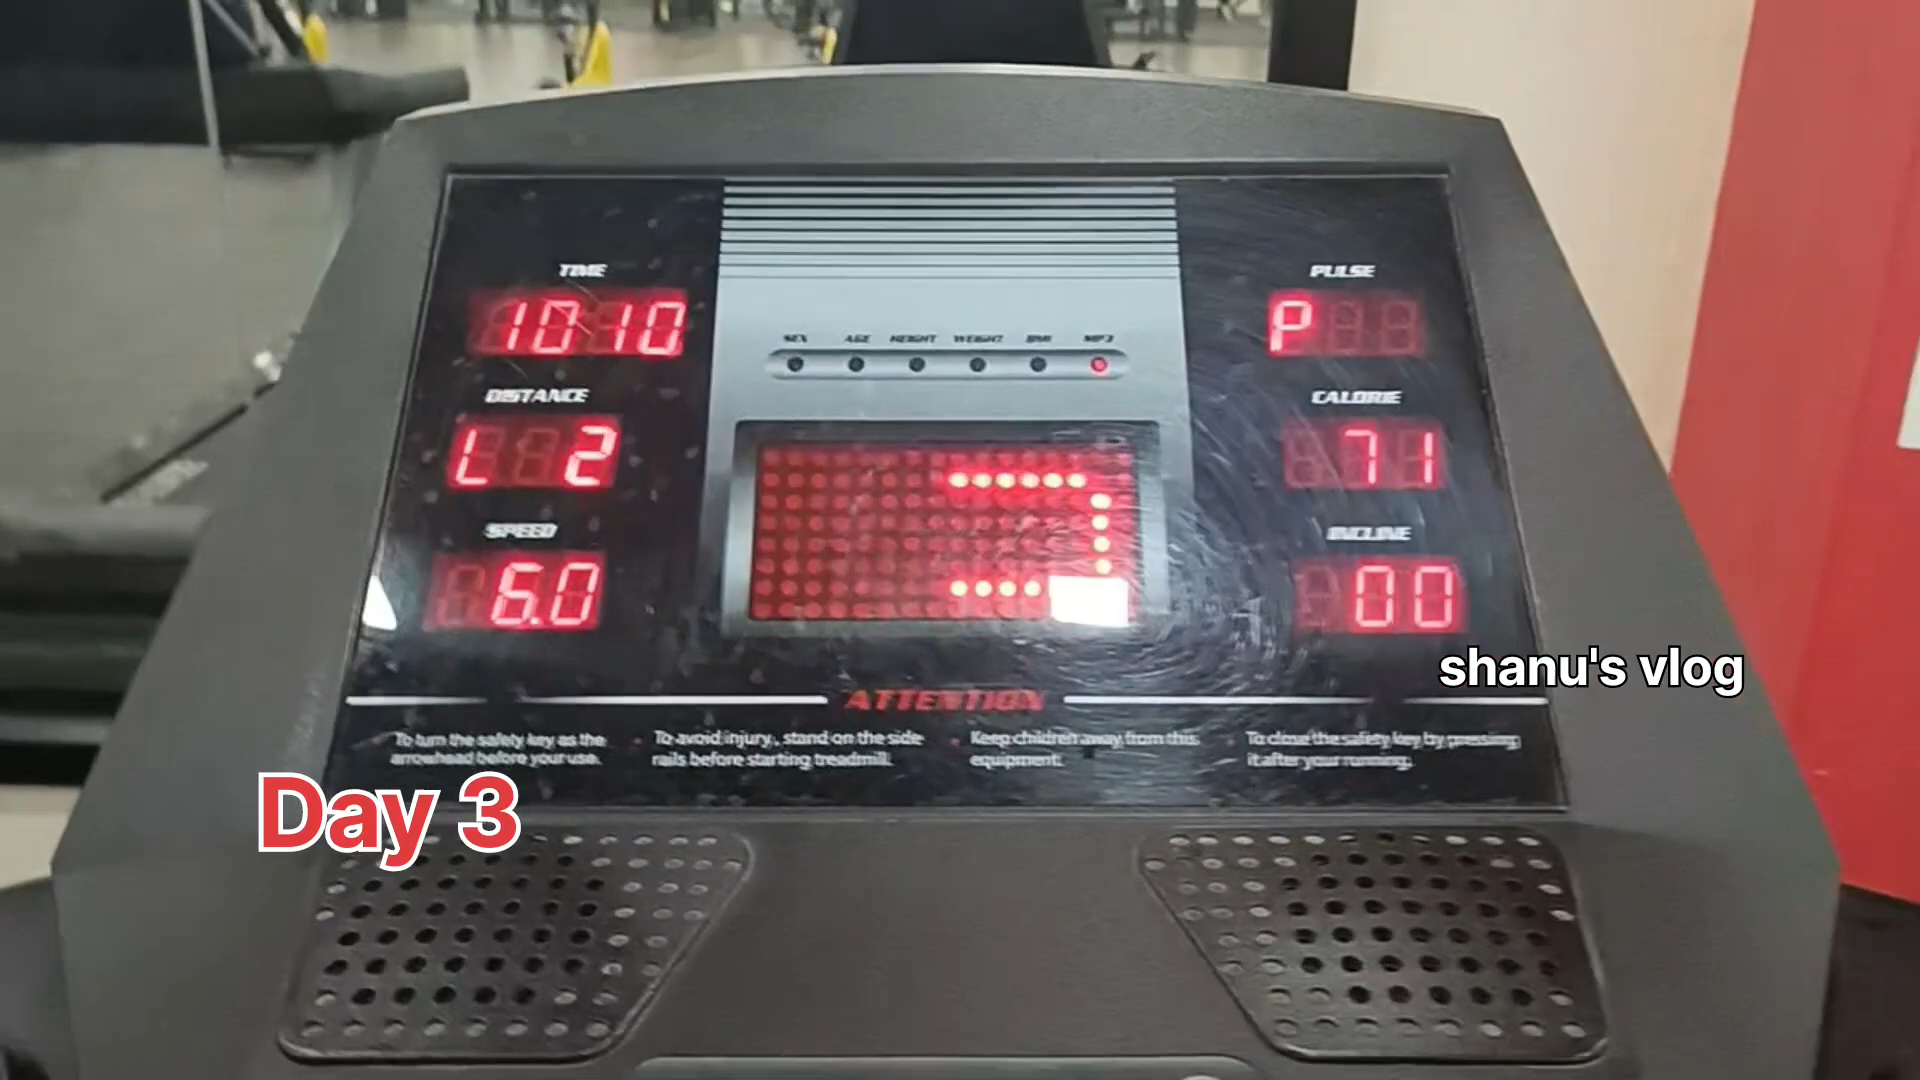 TIME
10 10
DISTANCE
L 2
SPEED
6.0
SEX AGE HEIGHT WEIGHT BMI MP3
PULSE
P
CALORIE
71
INCLINE
00
shanu's vlog
ATTENTION
To turn the safety key as the
arrowhead before your use.
To avoid injury, stand on the side
rails before starting treadmill.
Keep children away from this
equipment.
To close the safety key by pressing
it after your running.
Day 3